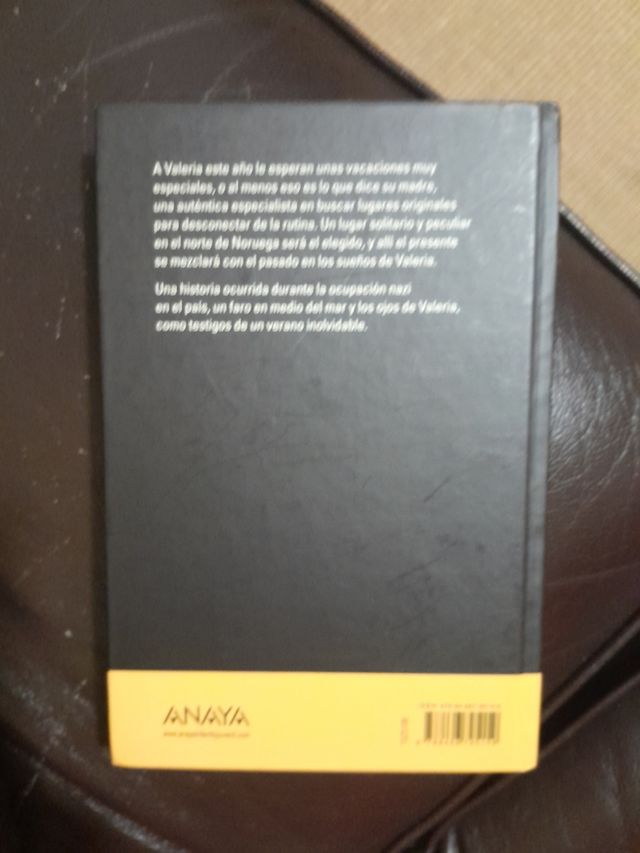 A Valeria este año le esperan unas vacaciones muy
especiales, o al menos eso es lo que dice su madre,
una auténtica especialista en buscar lugares originales
para desconectar de la rutina. Un lugar solitario y peculiar
en el norte de Noruega será el elegido, y allí el presente
se mezclará con el pasado en los sueños de Valeria.
Una historia ocurrida durante la ocupación nazi
en el país, un faro en medio del mar y los ojos de Valeria,
como testigos de un verano inolvidable.
ANAYA
www.anayainfantilyjuvenil.com
ISBN